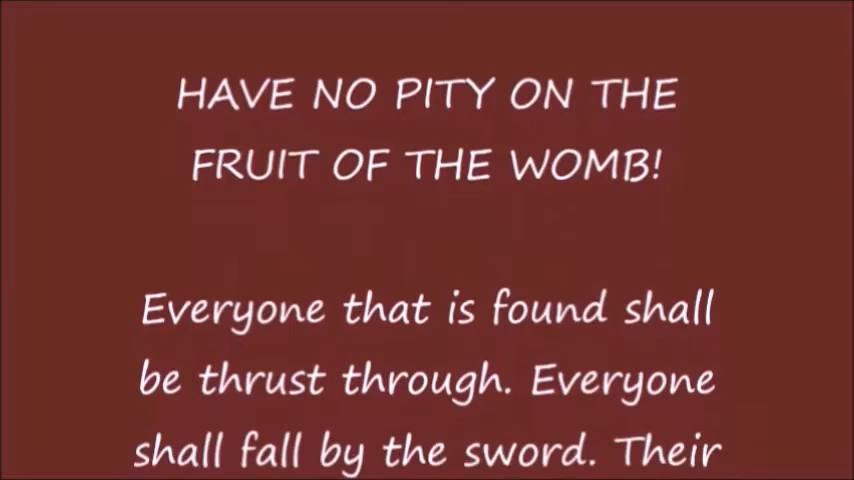 HAVE NO PITY ON THE
FRUIT OF THE WOMB!
Everyone that is found shall
be thrust through. Everyone
shall fall by the sword. Their